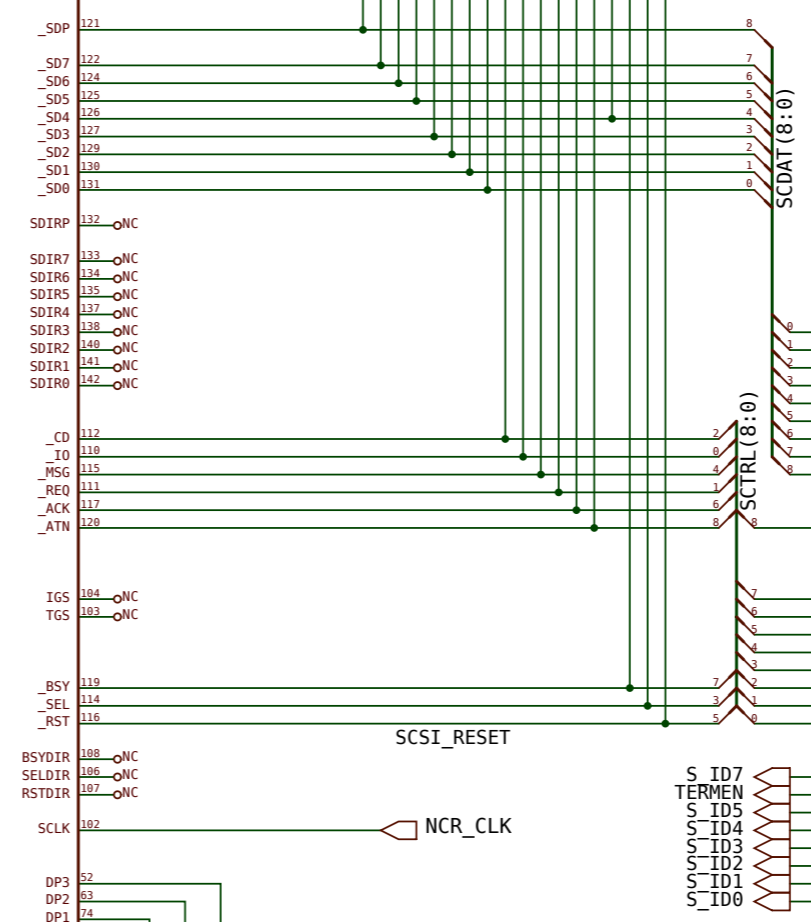 _SDP 121 8
_SD7 122 7
_SD6 124 6
_SD5 125 5
_SD4 126 4
_SD3 127 3
_SD2 129 2
_SD1 130 1
_SD0 131 0
SCDAT(8:0)
SDIRP 132 NC
SDIR7 133 NC
SDIR6 134 NC
SDIR5 135 NC
SDIR4 137 NC
SDIR3 138 NC
SDIR2 140 NC
SDIR1 141 NC
SDIR0 142 NC
0
1
2
3
4
5
6
7
8
SCTRL(8:0)
_CD 112 2
_IO 110 0
_MSG 115 4
_REQ 111 1
_ACK 117 6
_ATN 120 8 8
IGS 104 NC 7
TGS 103 NC 6
5
4
3
_BSY 119 7 2
_SEL 114 3 1
_RST 116 5 0
SCSI_RESET
BSYDIR 108 NC
SELDIR 106 NC
RSTDIR 107 NC
S_ID7
TERMEN
S_ID5
S_ID4
S_ID3
S_ID2
S_ID1
S_ID0
SCLK 102 NCR_CLK
DP3 52
DP2 63
DP1 74